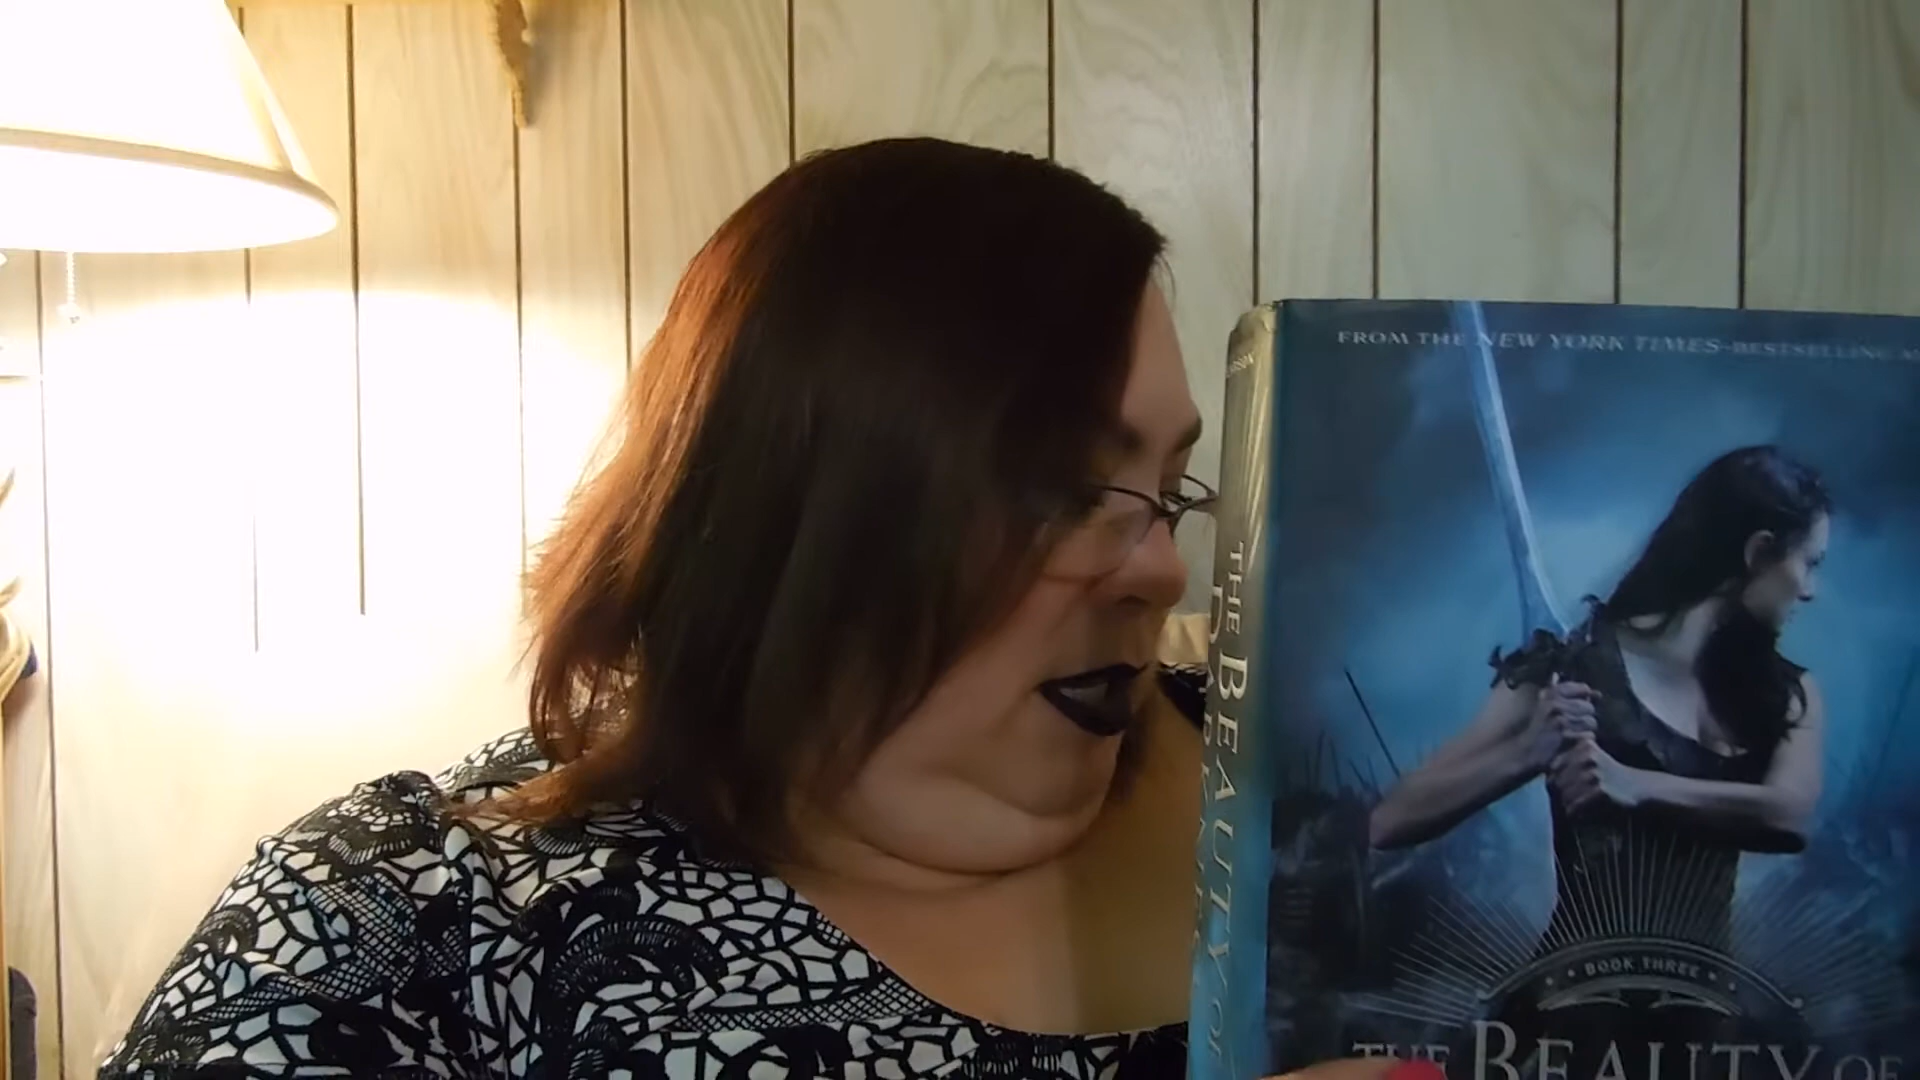 FROM THE NEW YORK TIMES-BESTSELLING
BOOK THREE
THE BEAUTY OF
THE BEAUTY OF